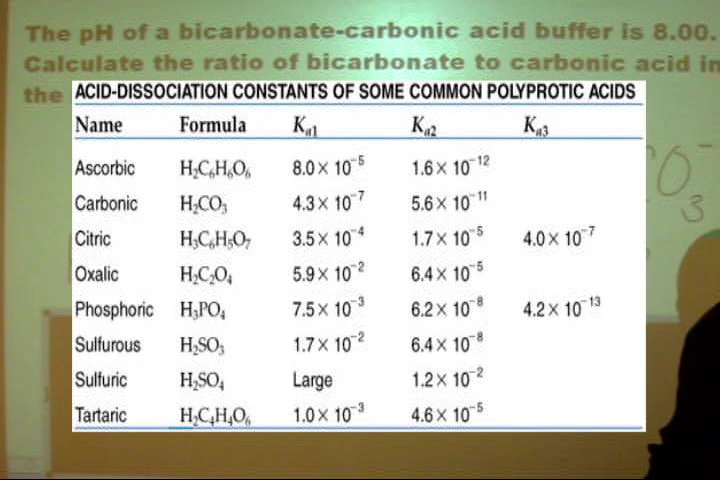 The pH of a bicarbonate-carbonic acid buffer is 8.00.
Calculate the ratio of bicarbonate to carbonic acid in
the
ACID-DISSOCIATION CONSTANTS OF SOME COMMON POLYPROTIC ACIDS
Name Formula Ka1 Ka2 Ka3
Ascorbic H₂C₆H₆O₆ 8.0 × 10⁻⁵ 1.6 × 10⁻¹²
Carbonic H₂CO₃ 4.3 × 10⁻⁷ 5.6 × 10⁻¹¹
Citric H₃C₆H₅O₇ 3.5 × 10⁻⁴ 1.7 × 10⁻⁵ 4.0 × 10⁻⁷
Oxalic H₂C₂O₄ 5.9 × 10⁻² 6.4 × 10⁻⁵
Phosphoric H₃PO₄ 7.5 × 10⁻³ 6.2 × 10⁻⁸ 4.2 × 10⁻¹³
Sulfurous H₂SO₃ 1.7 × 10⁻² 6.4 × 10⁻⁸
Sulfuric H₂SO₄ Large 1.2 × 10⁻²
Tartaric H₂C₄H₄O₆ 1.0 × 10⁻³ 4.6 × 10⁻⁵